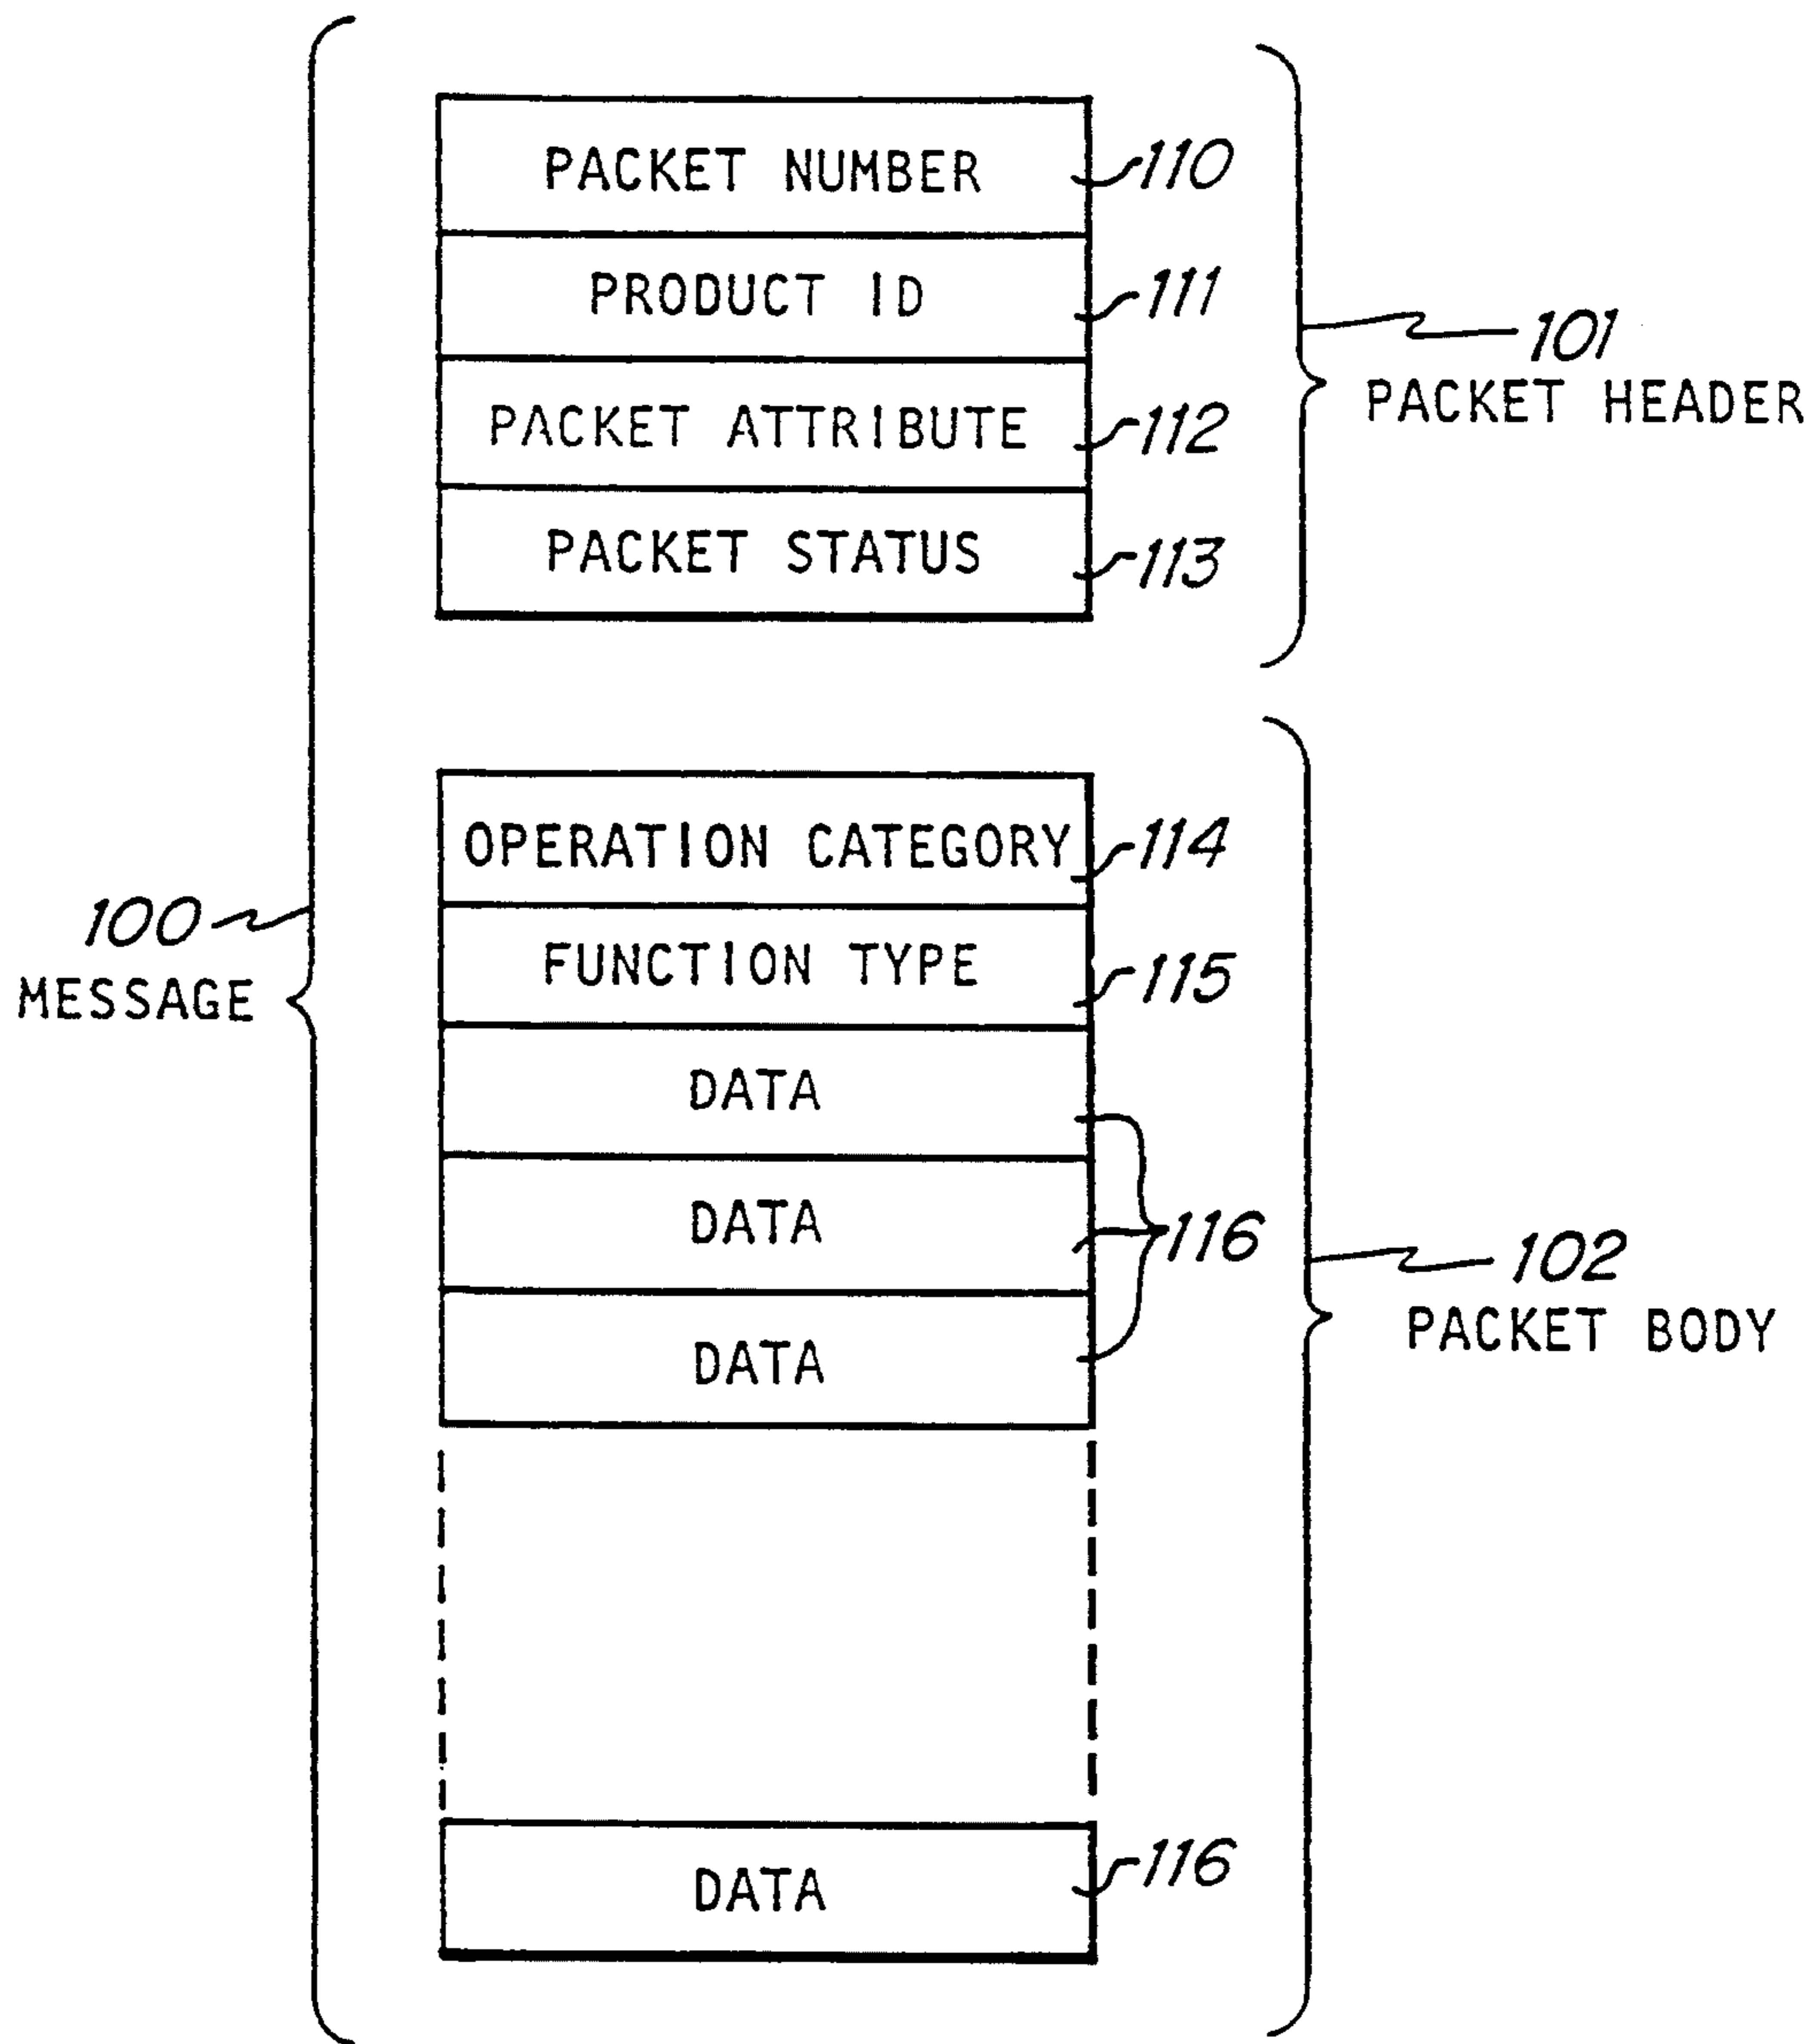 PACKET NUMBER 110
PRODUCT ID 111
PACKET ATTRIBUTE 112
PACKET STATUS 113
101
PACKET HEADER
OPERATION CATEGORY 114
FUNCTION TYPE 115
100
MESSAGE
DATA
DATA 116
DATA
102
PACKET BODY
DATA 116